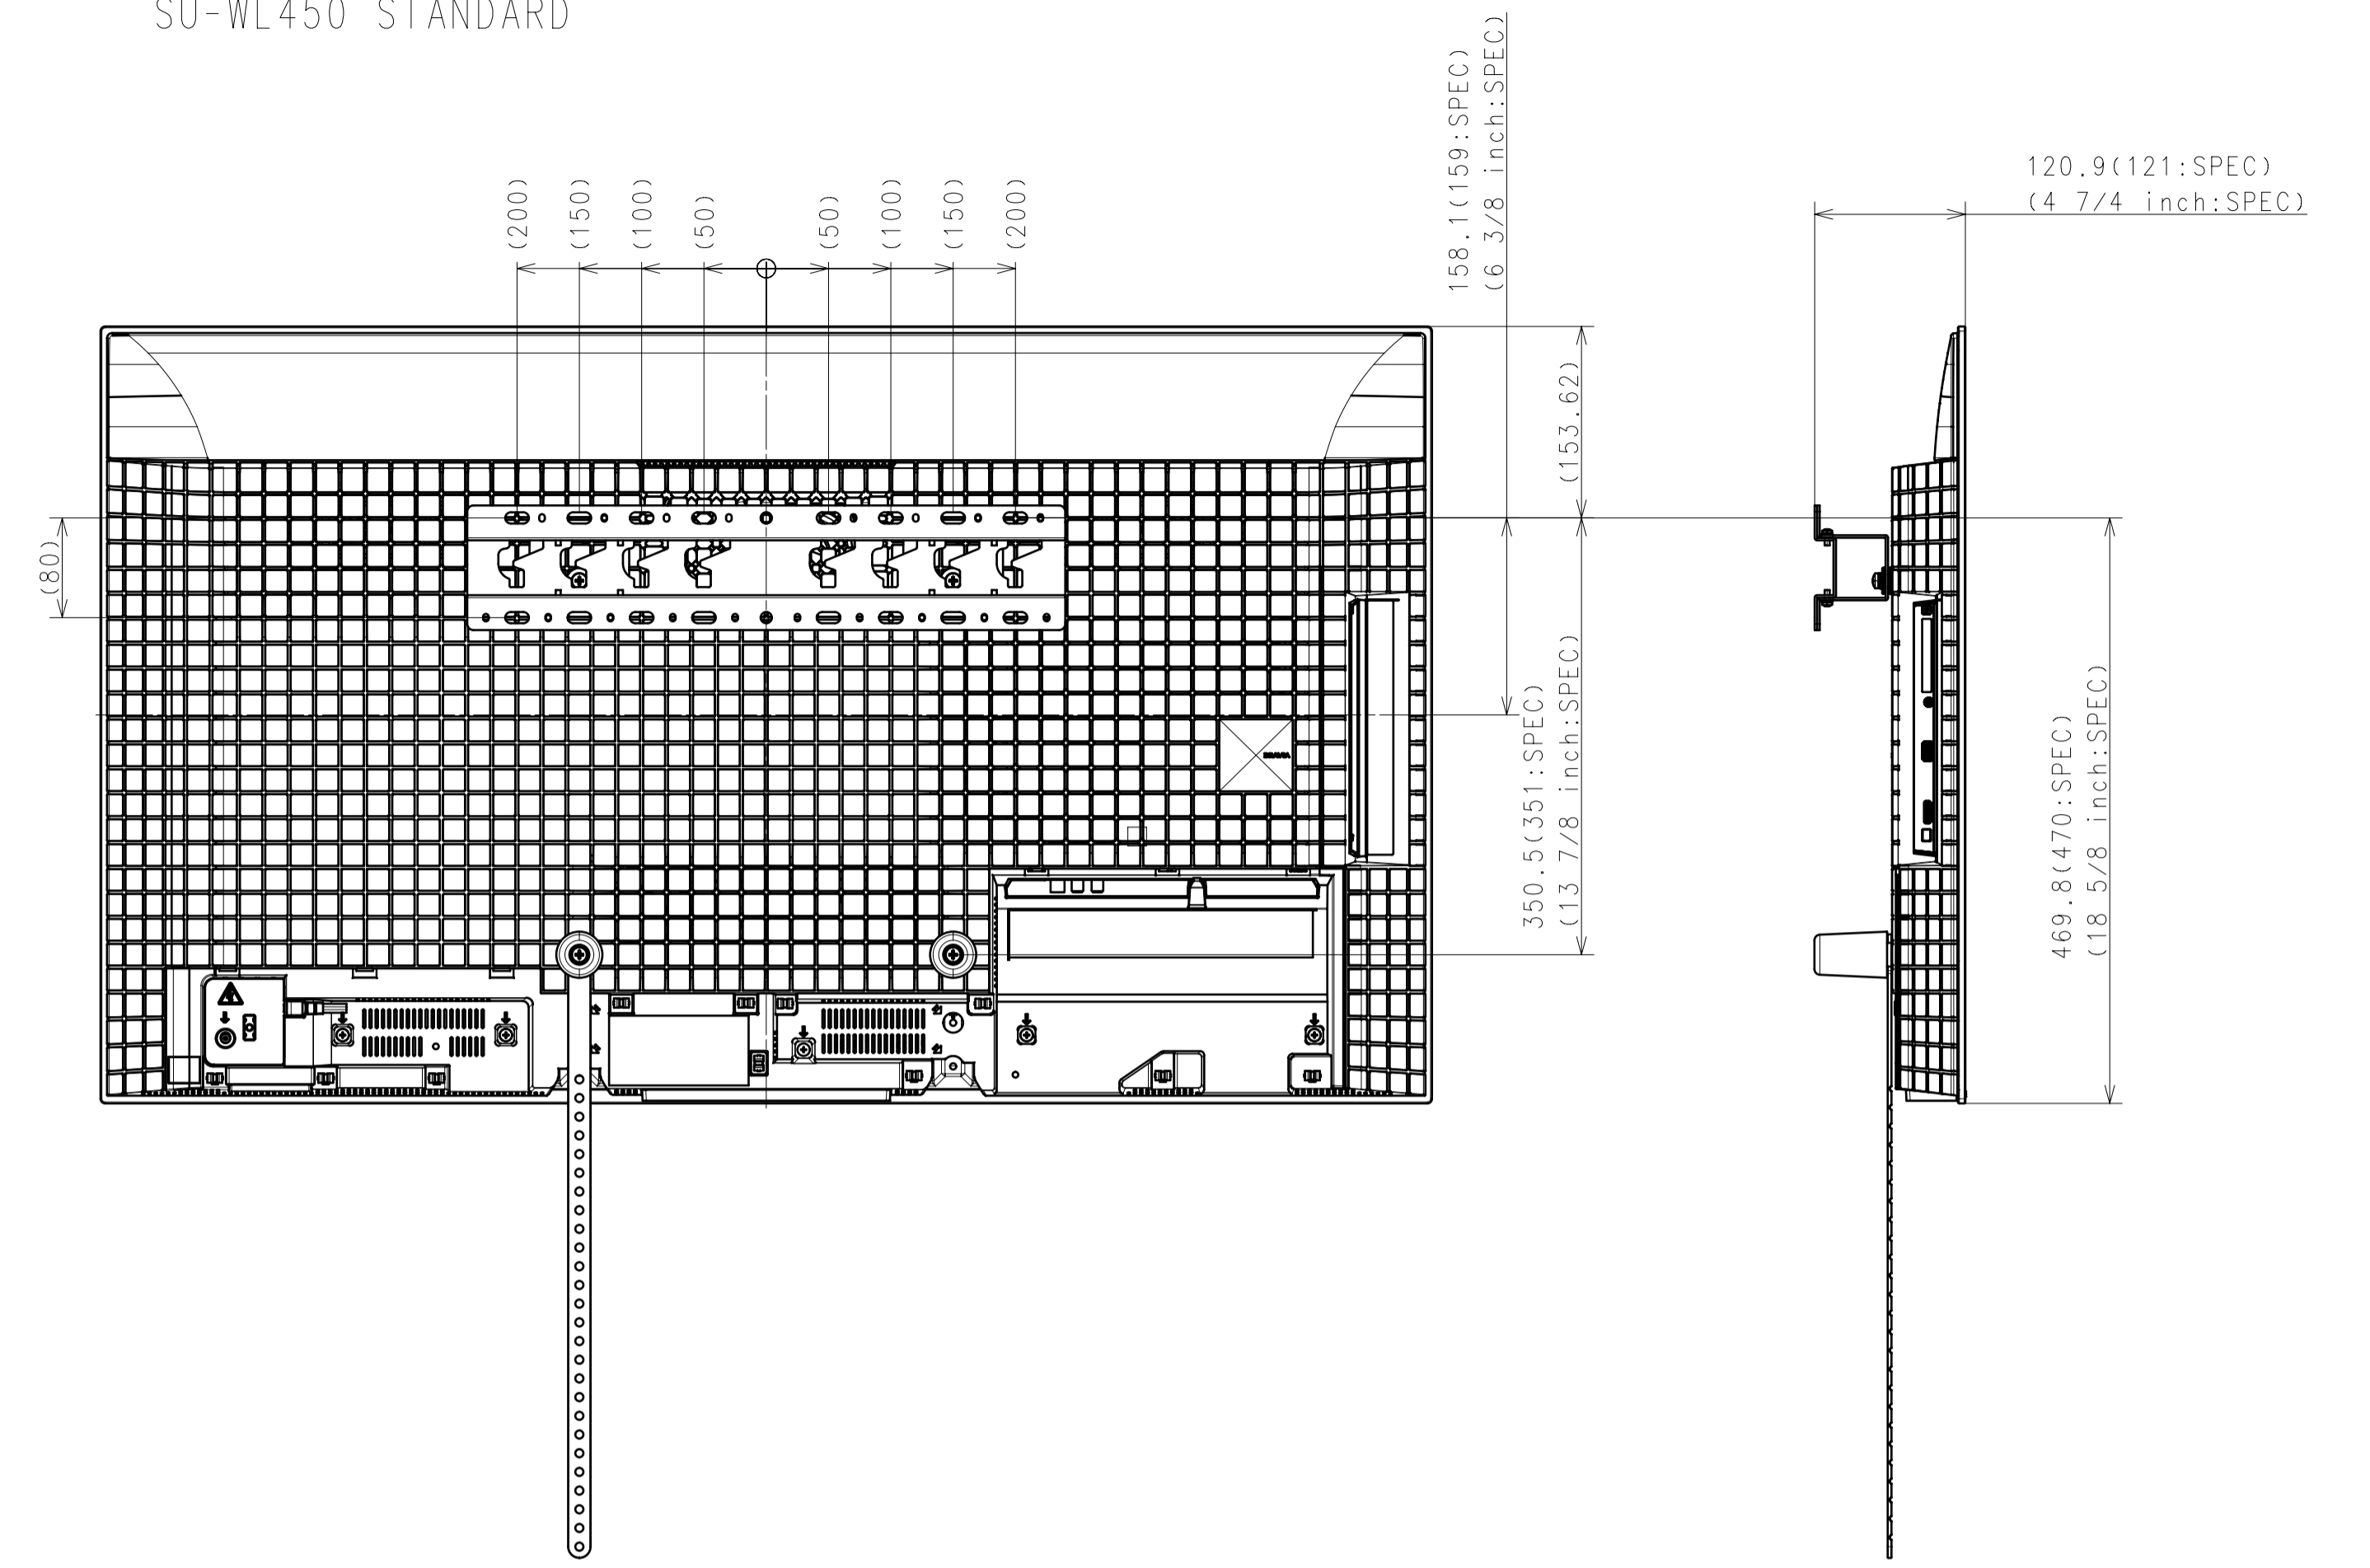 SU-WL450 STANDARD
158.1(159:SPEC)
(6 3/8 inch:SPEC)
120.9(121:SPEC)
(4 7/4 inch:SPEC)
(200)
(150)
(100)
(50)
(50)
(100)
(150)
(200)
(153.62)
(80)
350.5(351:SPEC)
(13 7/8 inch:SPEC)
469.8(470:SPEC)
(18 5/8 inch:SPEC)
BRAVIA